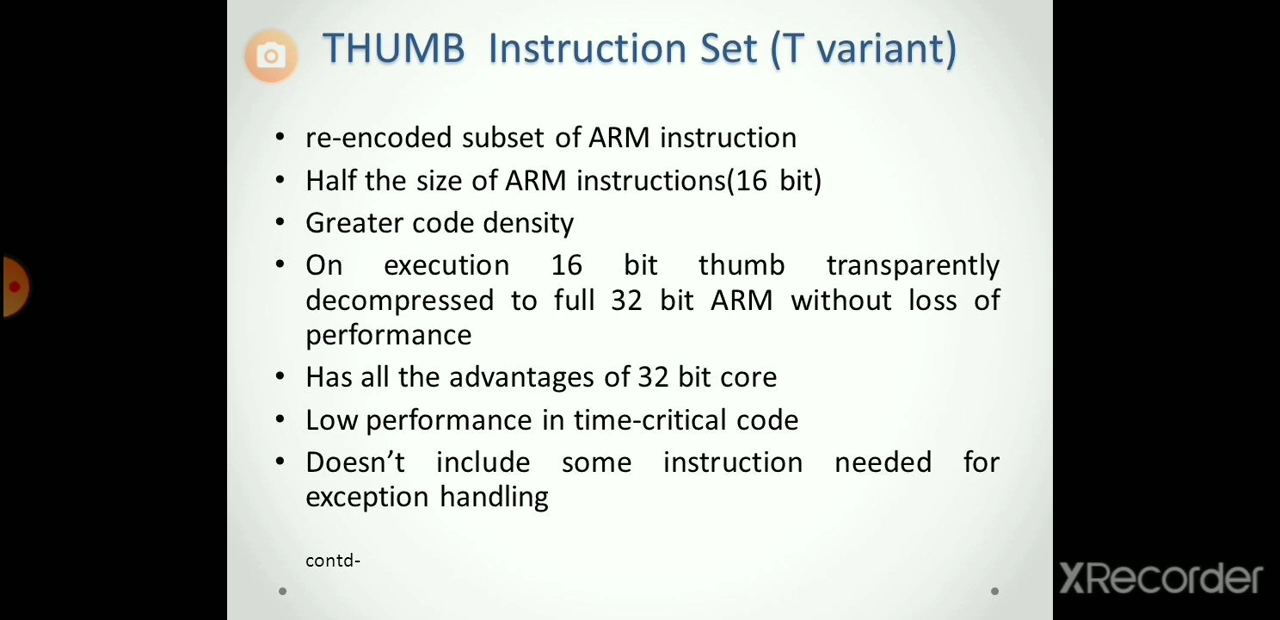 THUMB Instruction Set (T variant)
• re-encoded subset of ARM instruction
• Half the size of ARM instructions(16 bit)
• Greater code density
• On execution 16 bit thumb transparently
decompressed to full 32 bit ARM without loss of
performance
• Has all the advantages of 32 bit core
• Low performance in time-critical code
• Doesn’t include some instruction needed for
exception handling
contd-
XRecorder